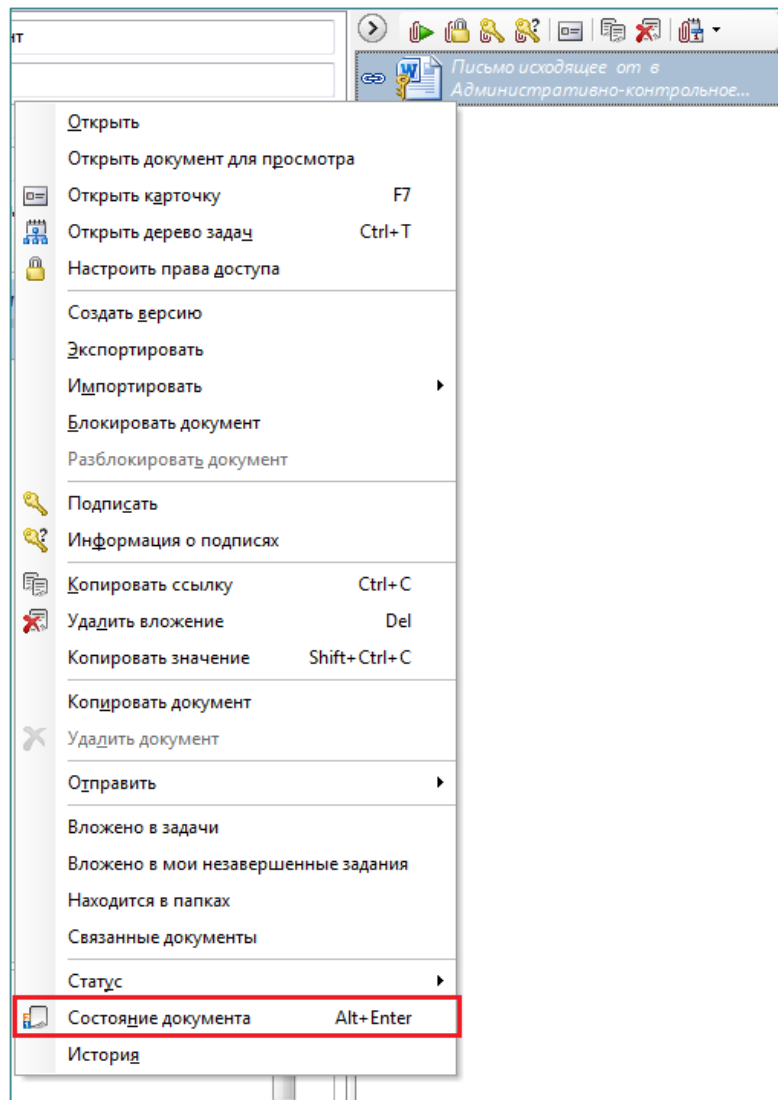 нт
Письмо исходящее от в
Административно-контрольное...
Открыть
Открыть документ для просмотра
Открыть карточку F7
Открыть дерево задач Ctrl+T
Настроить права доступа
Создать версию
Экспортировать
Импортировать
Блокировать документ
Разблокировать документ
Подписать
Информация о подписях
Копировать ссылку Ctrl+C
Удалить вложение Del
Копировать значение Shift+Ctrl+C
Копировать документ
Удалить документ
Отправить
Вложено в задачи
Вложено в мои незавершенные задания
Находится в папках
Связанные документы
Статус
Состояние документа Alt+Enter
История